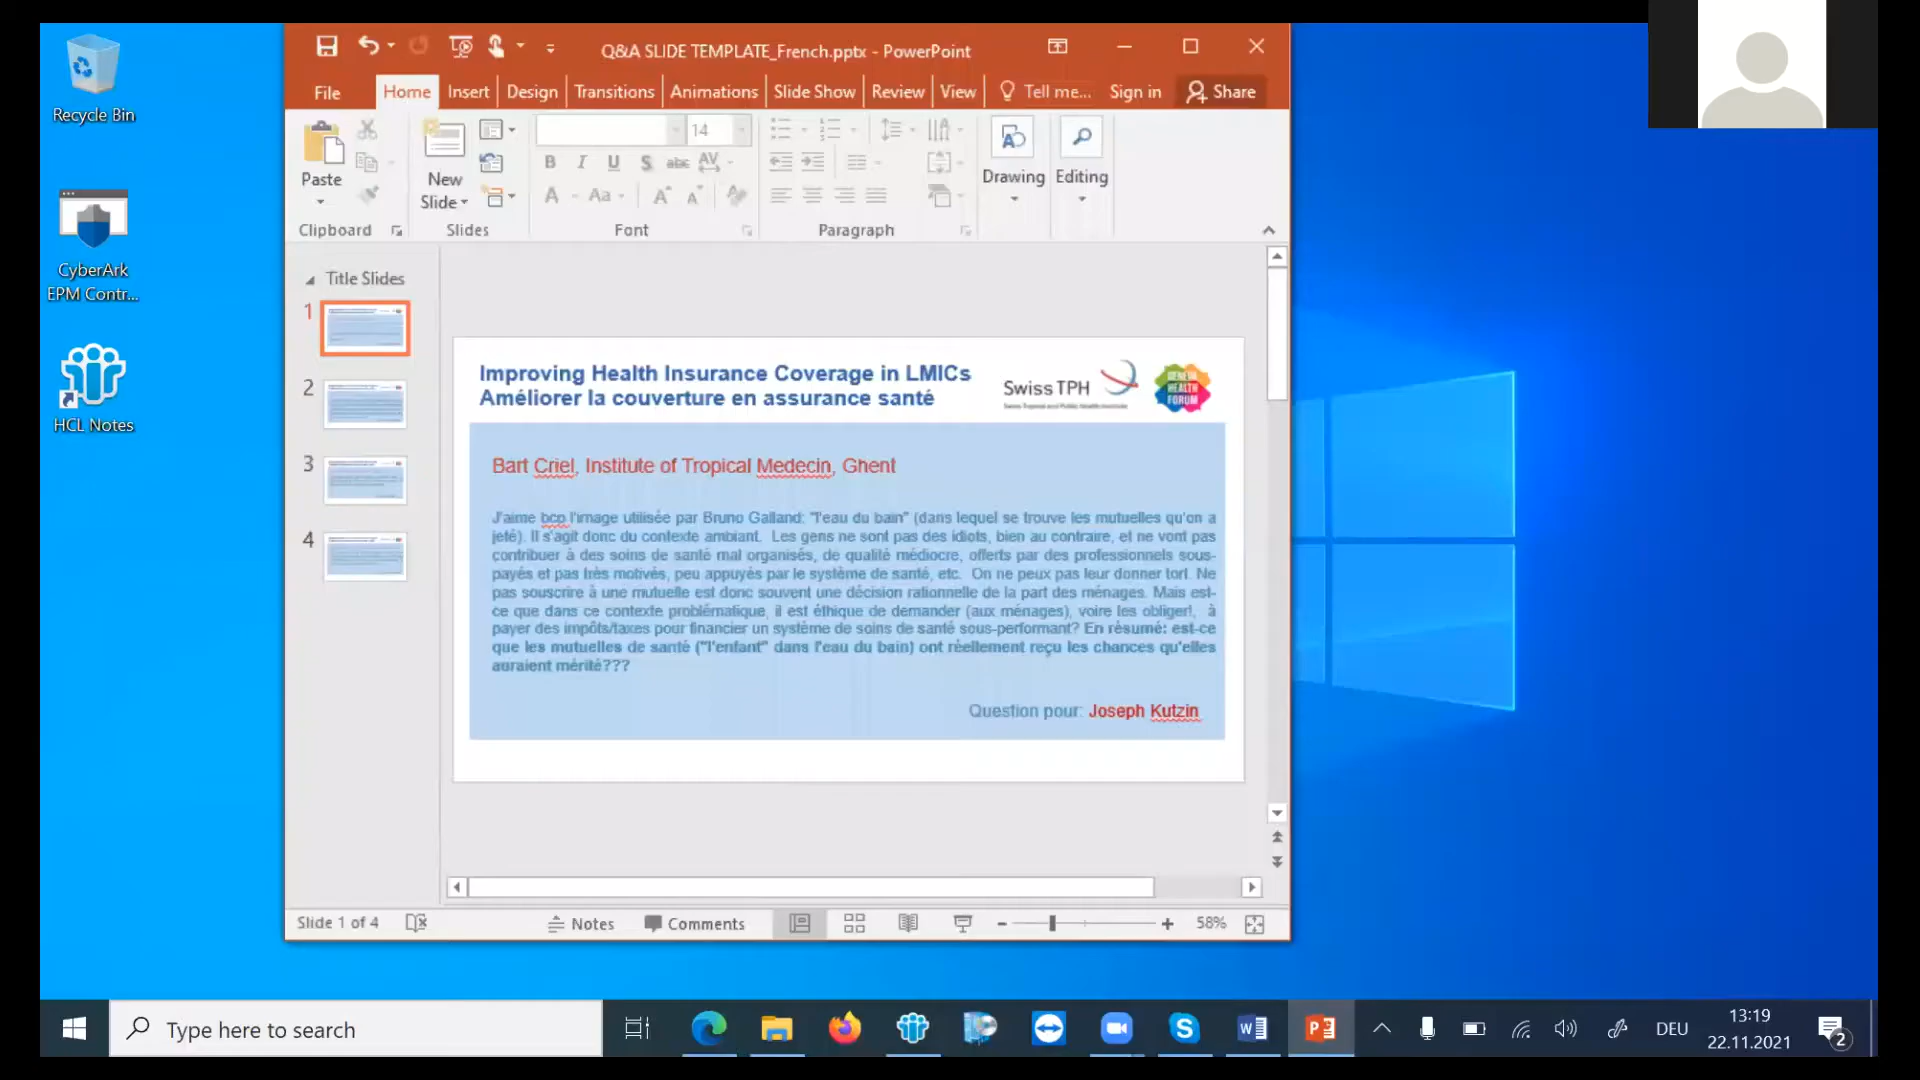 Q&A SLIDE TEMPLATE_French.pptx - PowerPoint
File Home Insert Design Transitions Animations Slide Show Review View Tell me... Sign in Share
Recycle Bin
Paste
New
Slide
14
B I U S abc AV
A Aa A A
Drawing
Editing
Clipboard Slides Font Paragraph
CyberArk
EPM Contr...
HCL Notes
Title Slides
1
2
3
4
Improving Health Insurance Coverage in LMICs
Améliorer la couverture en assurance santé
Swiss TPH
GENEVA
HEALTH
FORUM
Bart Criel, Institute of Tropical Medecin, Ghent
J'aime bcp l'image utilisée par Bruno Galland: "l'eau du bain" (dans lequel se trouve les mutuelles qu'on a
jeté). Il s'agit donc du contexte ambiant. Les gens ne sont pas des idiots, bien au contraire, et ne vont pas
contribuer à des soins de santé mal organisés, de qualité médiocre, offerts par des professionnels sous-
payés et pas très motivés, peu appuyés par le système de santé, etc. On ne peux pas leur donner tort. Ne
pas souscrire à une mutuelle est donc souvent une décision rationnelle de la part des ménages. Mais est-
ce que dans ce contexte problématique, il est éthique de demander (aux ménages), voire les obliger!, à
payer des impôts/taxes pour financer un système de soins de santé sous-performant? En résumé: est-ce
que les mutuelles de santé ("l'enfant" dans l'eau du bain) ont réellement reçu les chances qu'elles
auraient mérité???
Question pour: Joseph Kutzin
Slide 1 of 4 Notes Comments 58%
Type here to search
DEU
13:19
22.11.2021
2